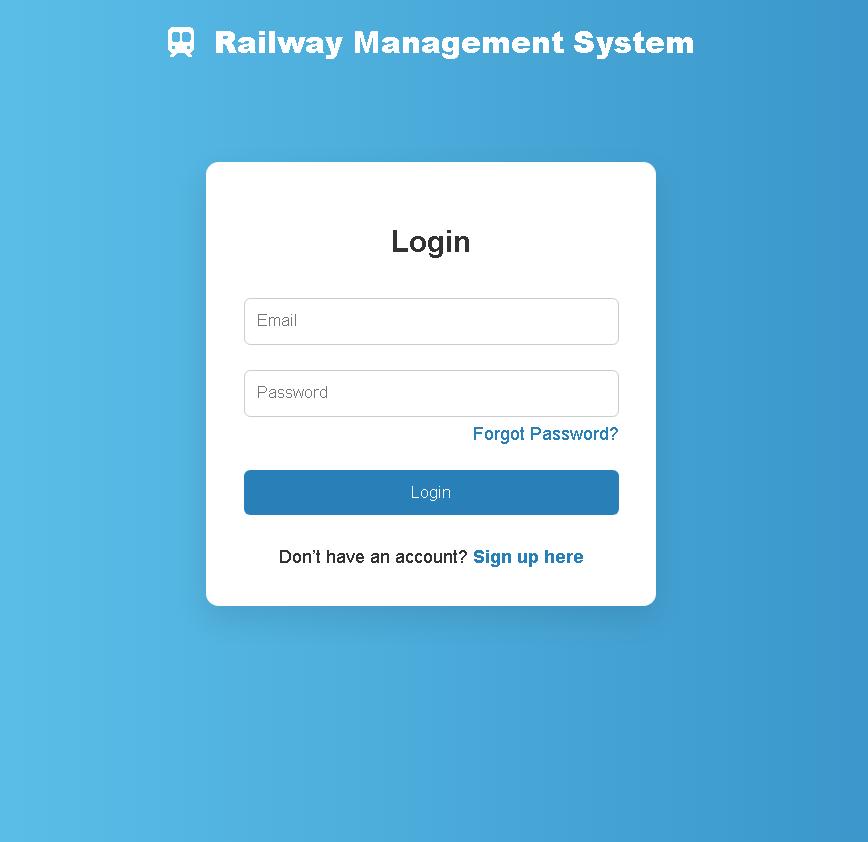 Railway Management System
Login
Email
Password
Forgot Password?
Login
Don’t have an account? Sign up here